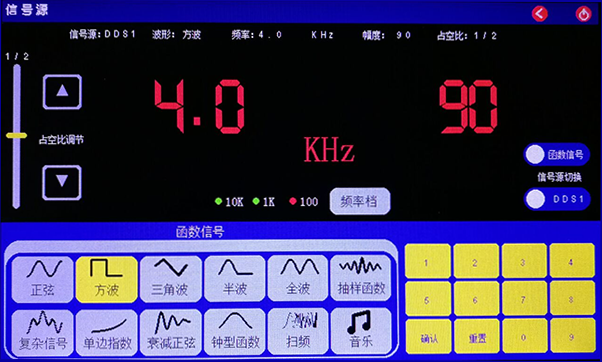 信号源
信号源:DDS1 波形: 方波 频率:4.0 KHz 幅度: 90 占空比: 1/2
1/2
4.0 90
占空比调节
KHz
函数信号
信号源切换
10K 1K 100 频率档
DDS1
函数信号
正弦 方波 三角波 半波 全波 抽样函数
复杂信号 单边指数 衰减正弦 钟型函数 扫频 音乐
1 2 3 4
5 6 7 8
确认 重置 0 9